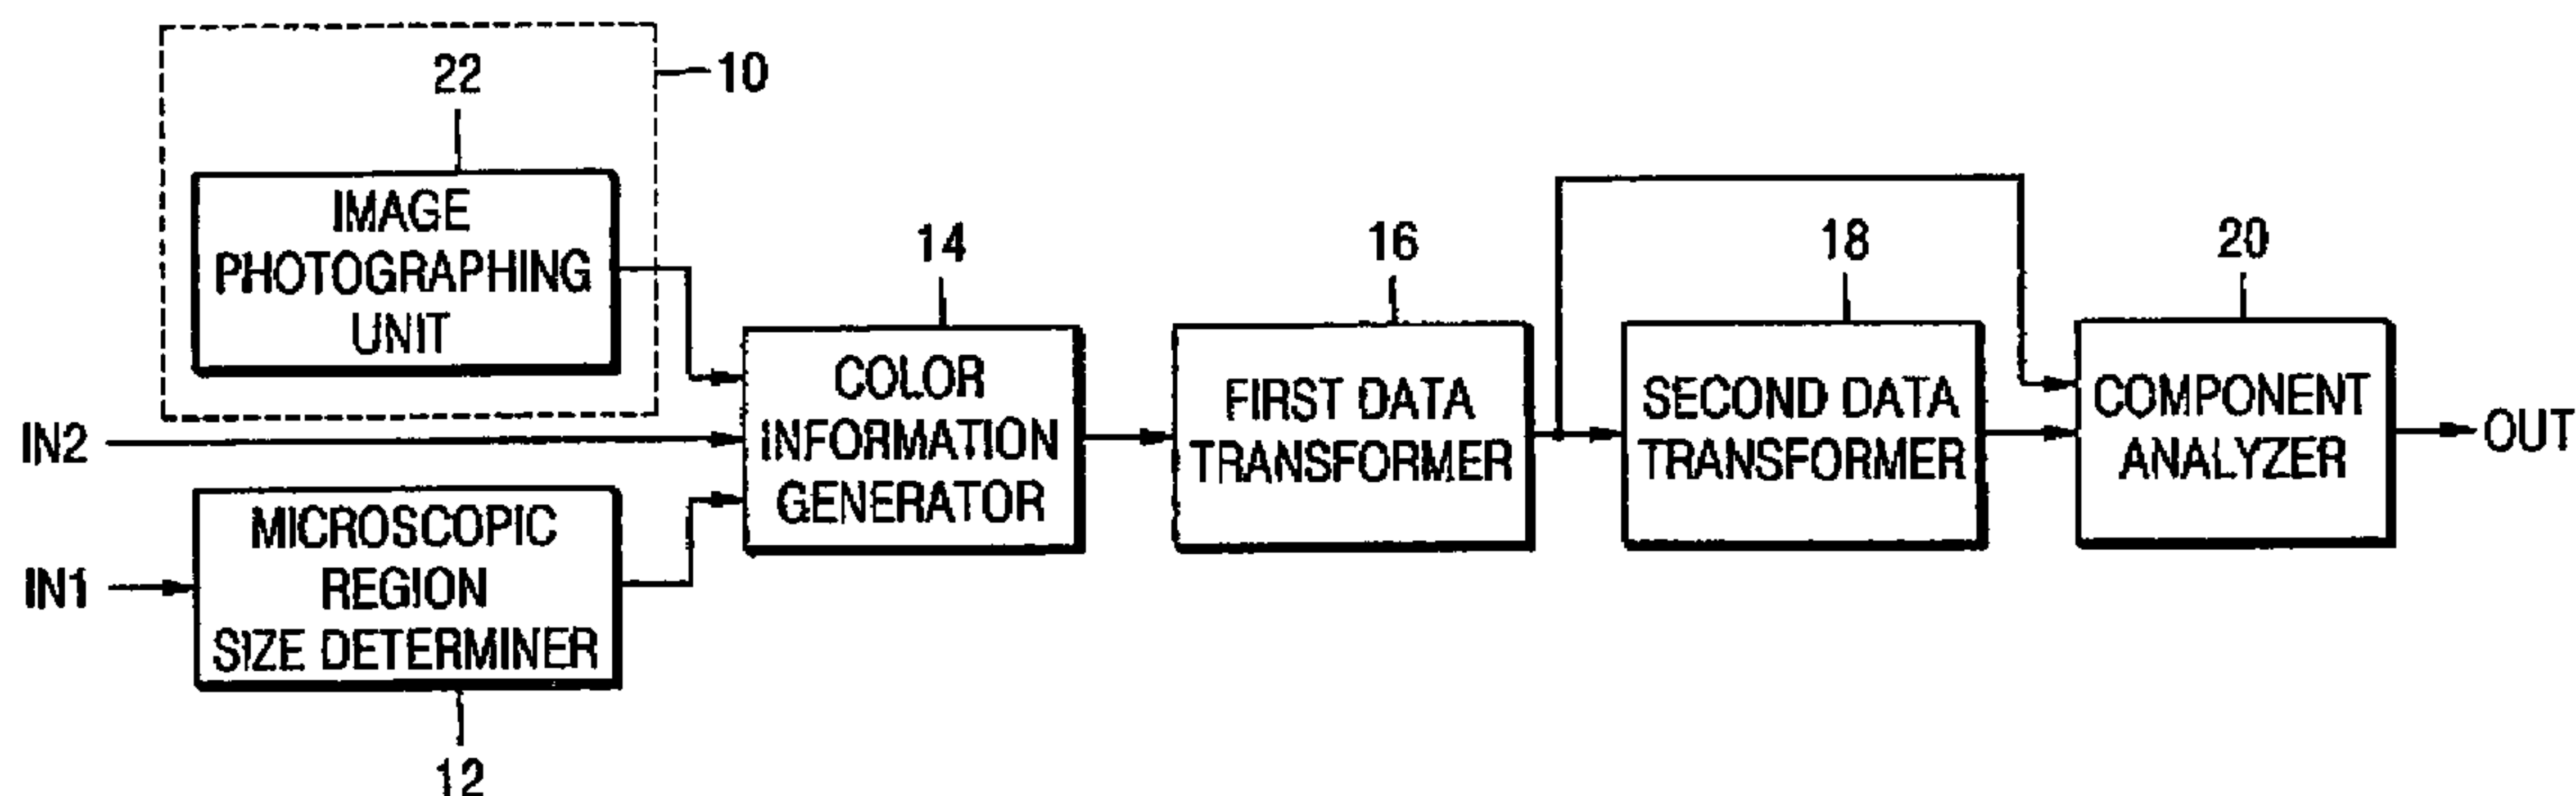 10
22
IMAGE
PHOTOGRAPHING
UNIT
14
COLOR
INFORMATION
GENERATOR
16
FIRST DATA
TRANSFORMER
18
SECOND DATA
TRANSFORMER
20
COMPONENT
ANALYZER
OUT
IN2
IN1
MICROSCOPIC
REGION
SIZE DETERMINER
12